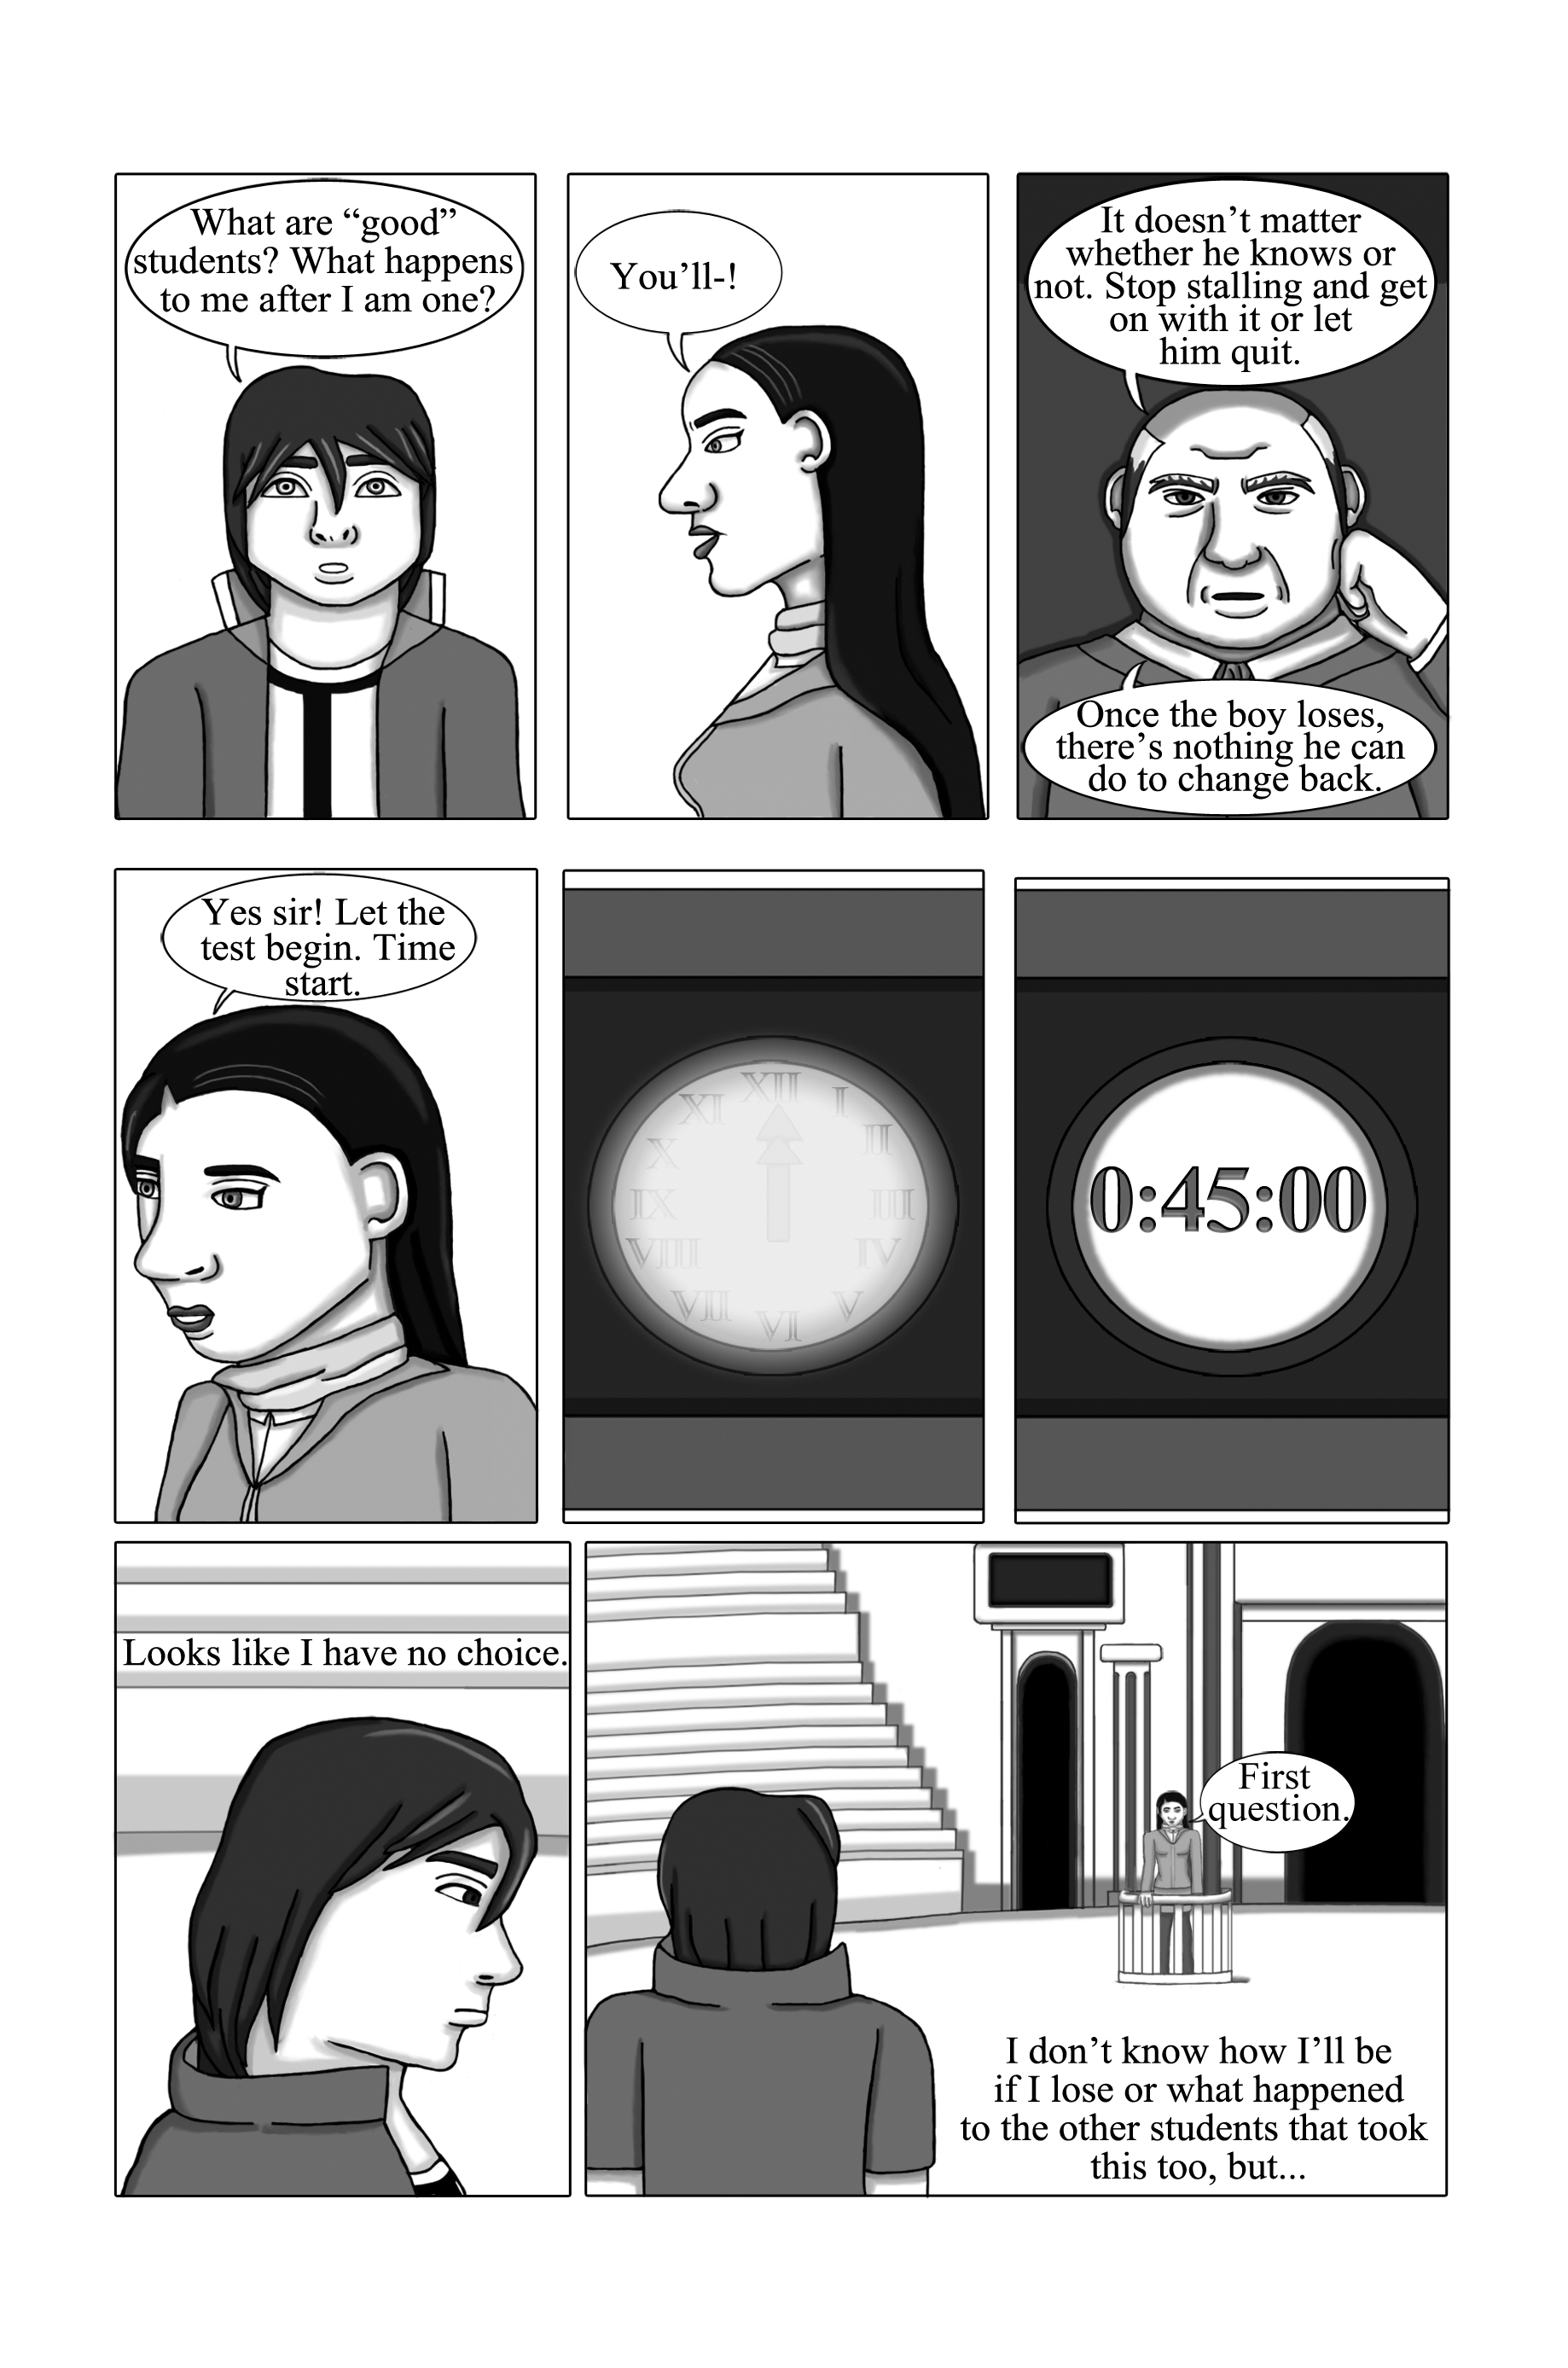 What are “good”
students? What happens
to me after I am one?
You’ll-!
It doesn’t matter
whether he knows or
not. Stop stalling and get
on with it or let
him quit.
Once the boy loses,
there’s nothing he can
do to change back.
Yes sir! Let the
test begin. Time
start.
XII
I
II
III
IV
V
VI
VII
VIII
IX
X
XI
0:45:00
Looks like I have no choice.
First
question.
I don’t know how I’ll be
if I lose or what happened
to the other students that took
this too, but...